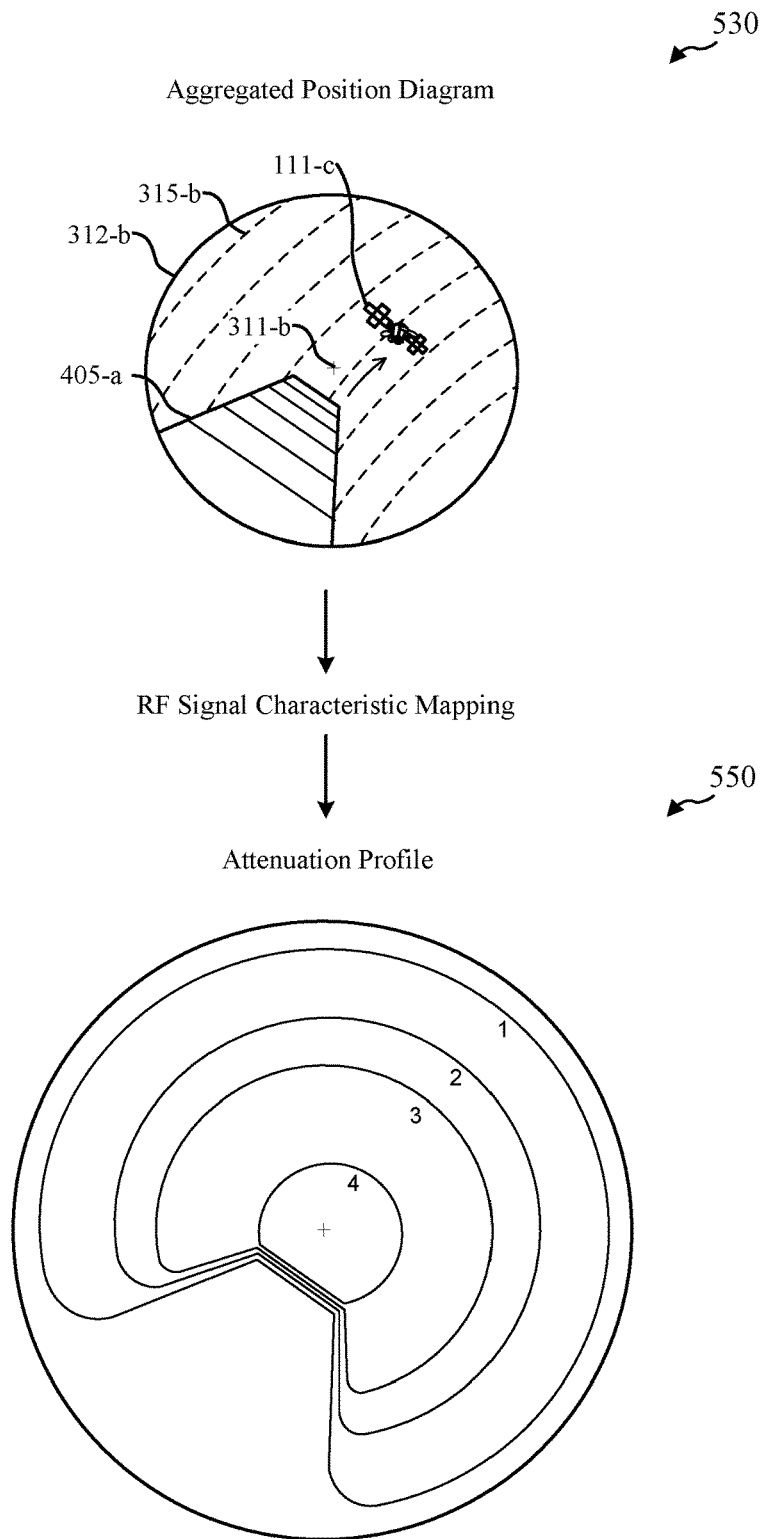 530
Aggregated Position Diagram
111-c
315-b
312-b
311-b
405-a
RF Signal Characteristic Mapping
550
Attenuation Profile
1
2
3
4